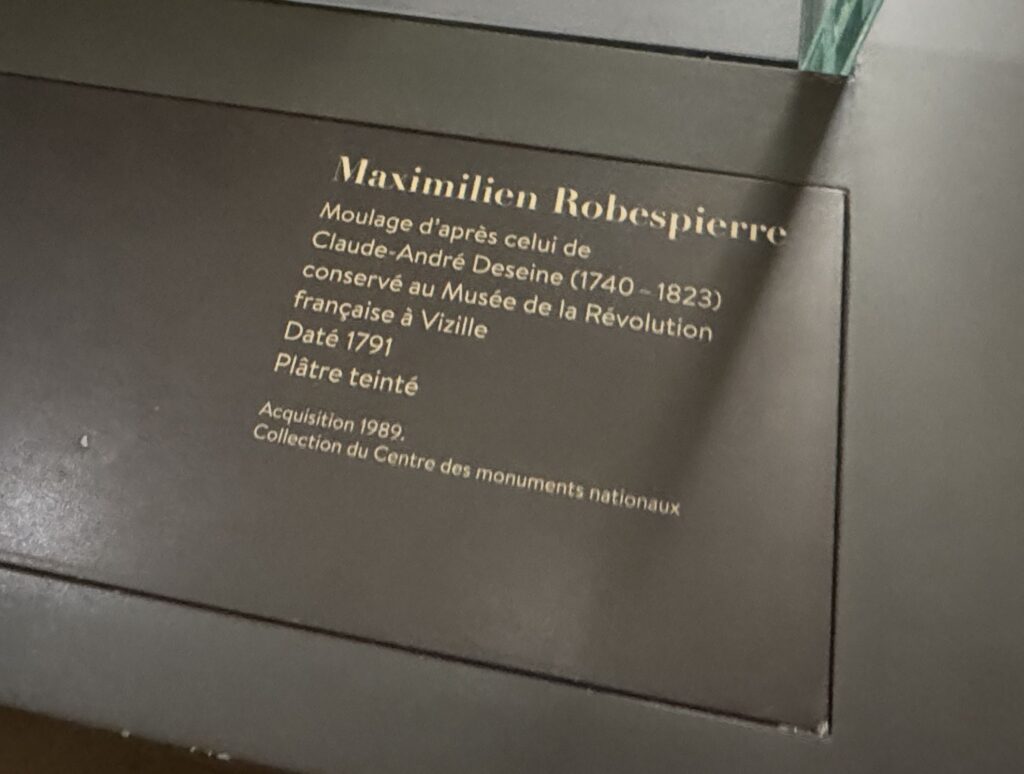 Maximilien Robespierre
Moulage d'après celui de
Claude-André Deseine (1740 - 1823)
conservé au Musée de la Révolution
française à Vizille
Daté 1791
Plâtre teinté
Acquisition 1989.
Collection du Centre des monuments nationaux